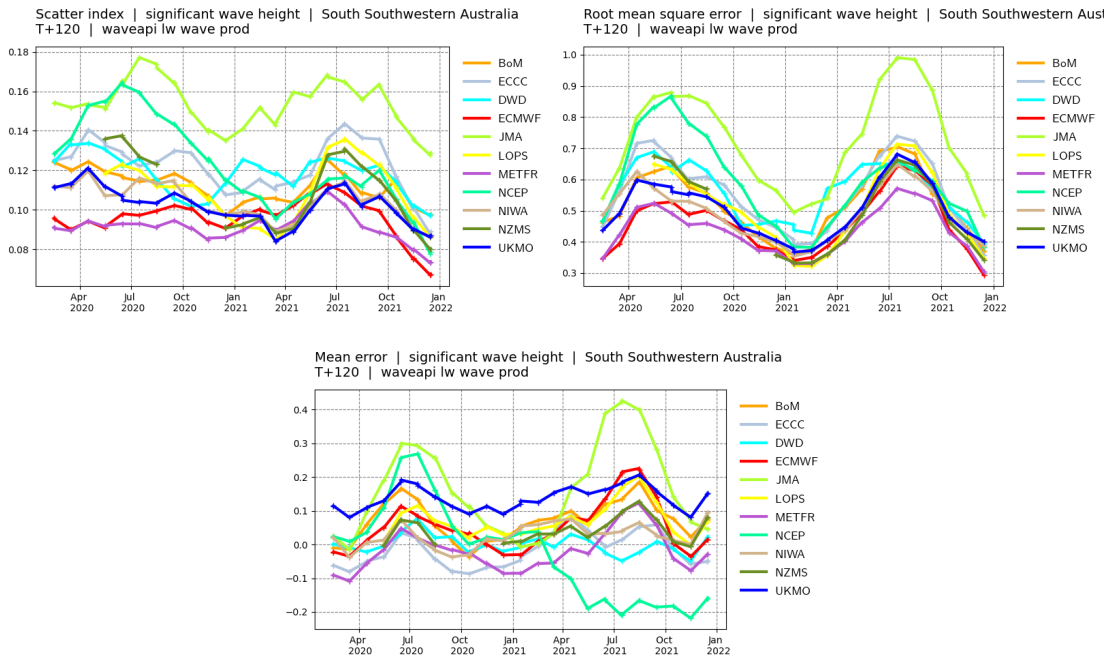 Scatter index | significant wave height | South Southwestern Australia
T+120 | waveapi lw wave prod
0.18
0.16
0.14
0.12
0.10
0.08
Apr
2020
Jul
2020
Oct
2020
Jan
2021
Apr
2021
Jul
2021
Oct
2021
Jan
2022
BoM
ECCC
DWD
ECMWF
JMA
LOPS
METFR
NCEP
NIWA
NZMS
UKMO
Root mean square error | significant wave height | South Southwestern Aust
T+120 | waveapi lw wave prod
1.0
0.9
0.8
0.7
0.6
0.5
0.4
0.3
Apr
2020
Jul
2020
Oct
2020
Jan
2021
Apr
2021
Jul
2021
Oct
2021
Jan
2022
BoM
ECCC
DWD
ECMWF
JMA
LOPS
METFR
NCEP
NIWA
NZMS
UKMO
Mean error | significant wave height | South Southwestern Australia
T+120 | waveapi lw wave prod
0.4
0.3
0.2
0.1
0.0
−0.1
−0.2
Apr
2020
Jul
2020
Oct
2020
Jan
2021
Apr
2021
Jul
2021
Oct
2021
Jan
2022
BoM
ECCC
DWD
ECMWF
JMA
LOPS
METFR
NCEP
NIWA
NZMS
UKMO